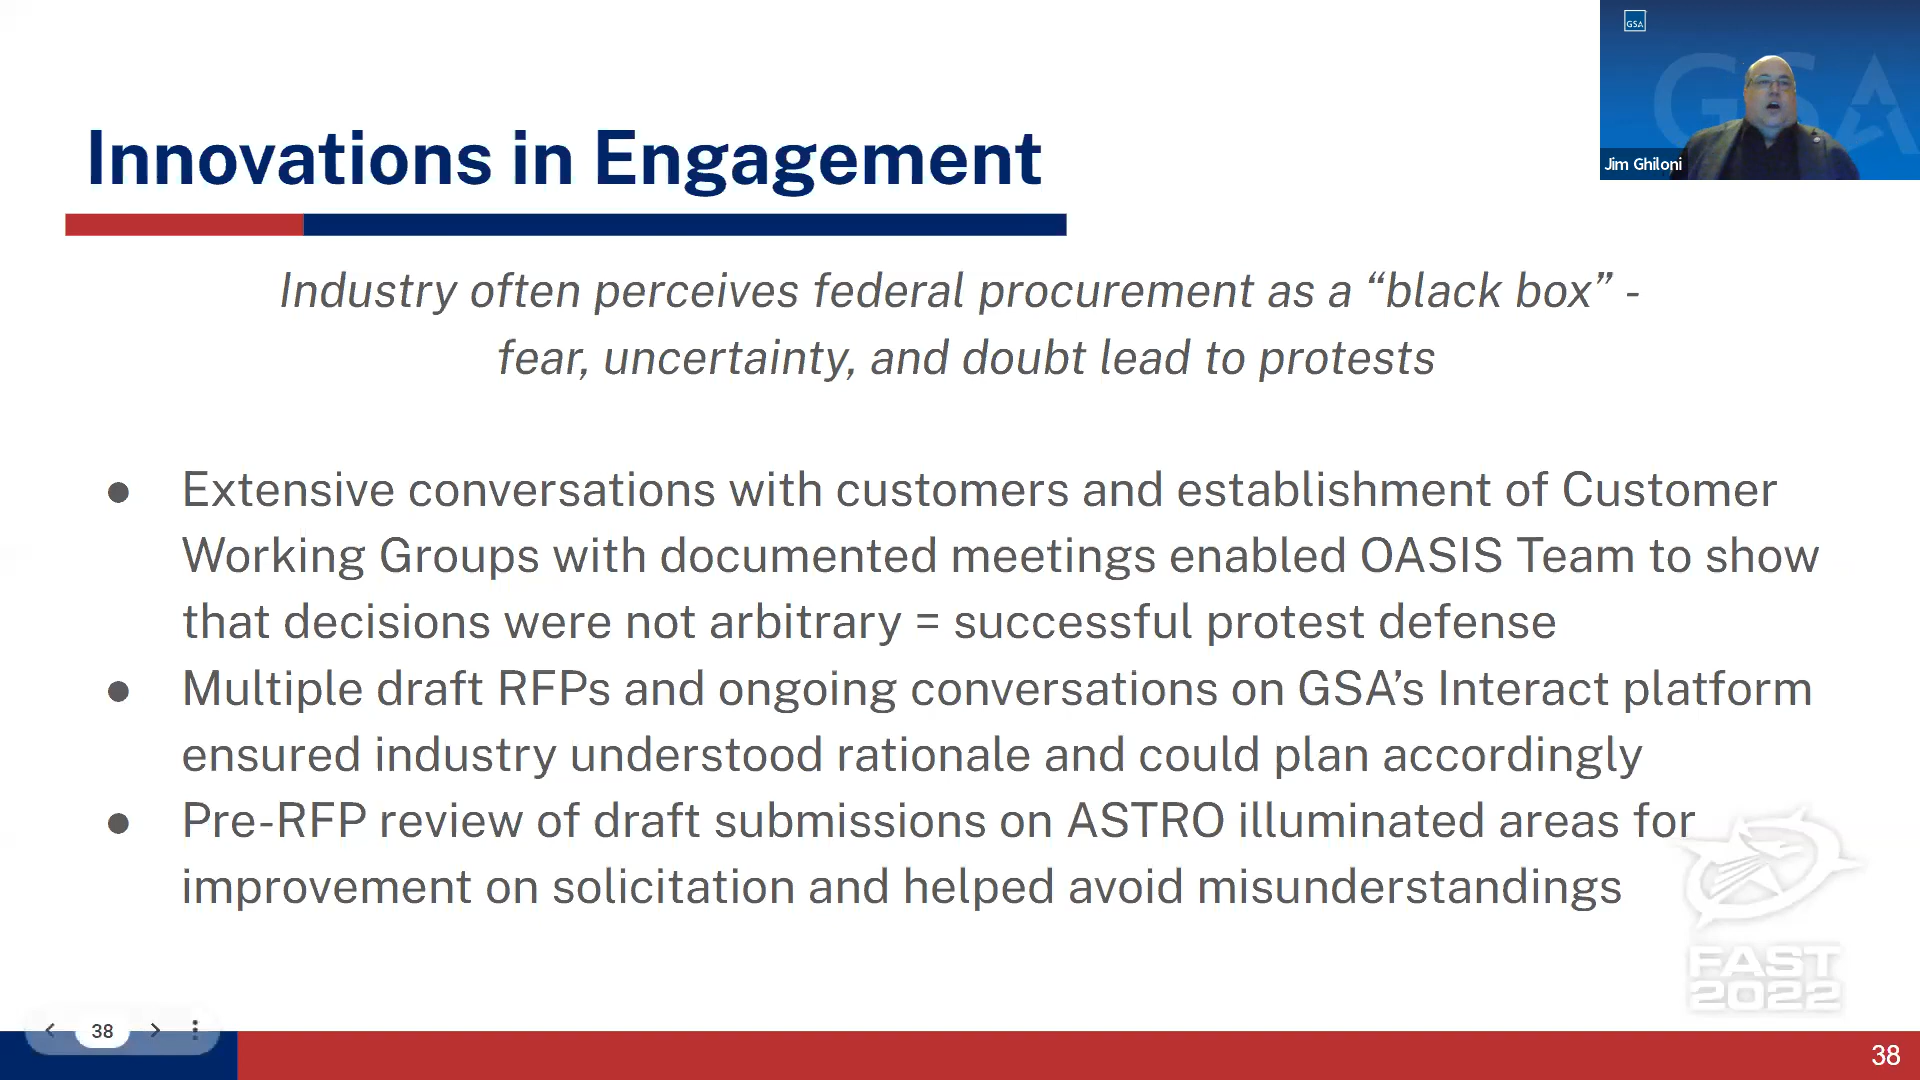 GSA
GSA
Jim Ghiloni
Innovations in Engagement
Industry often perceives federal procurement as a “black box” -
fear, uncertainty, and doubt lead to protests
● Extensive conversations with customers and establishment of Customer
Working Groups with documented meetings enabled OASIS Team to show
that decisions were not arbitrary = successful protest defense
● Multiple draft RFPs and ongoing conversations on GSA’s Interact platform
ensured industry understood rationale and could plan accordingly
● Pre-RFP review of draft submissions on ASTRO illuminated areas for
improvement on solicitation and helped avoid misunderstandings
FAST
2022
38
38